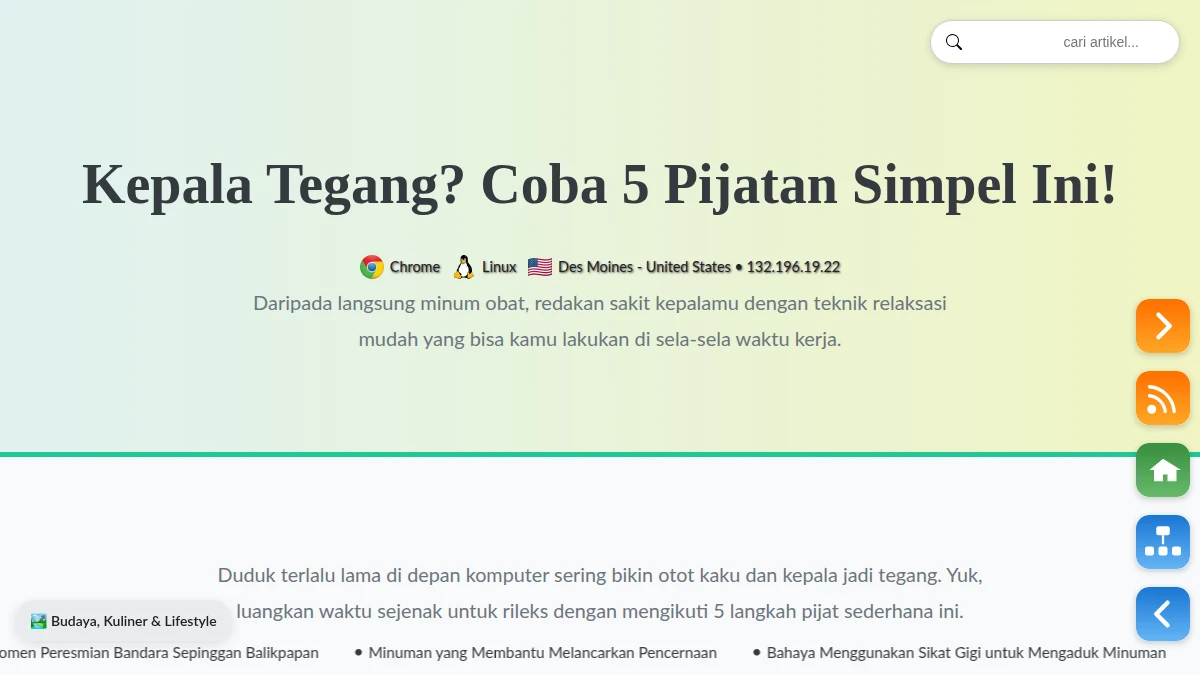 cari artikel...
Kepala Tegang? Coba 5 Pijatan Simpel Ini!
Chrome Linux Des Moines - United States • 132.196.19.22
Daripada langsung minum obat, redakan sakit kepalamu dengan teknik relaksasi
mudah yang bisa kamu lakukan di sela-sela waktu kerja.
Duduk terlalu lama di depan komputer sering bikin otot kaku dan kepala jadi tegang. Yuk,
luangkan waktu sejenak untuk rileks dengan mengikuti 5 langkah pijat sederhana ini.
Budaya, Kuliner & Lifestyle
Peresmian Bandara Sepinggan Balikpapan • Minuman yang Membantu Melancarkan Pencernaan • Bahaya Menggunakan Sikat Gigi untuk Mengaduk Minuman